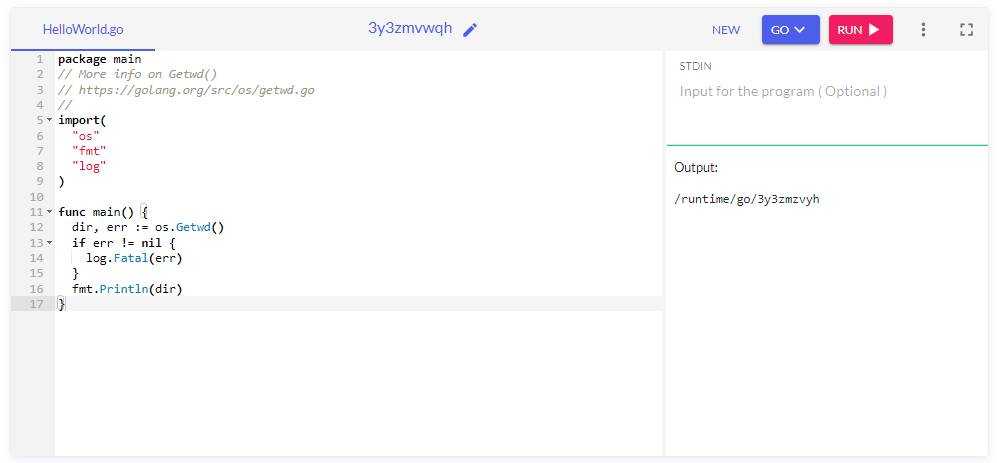 HelloWorld.go
3y3zmvwqh
NEW
GO
RUN
1 package main
2 // More info on Getwd()
3 // https://golang.org/src/os/getwd.go
4 //
5 import(
6   "os"
7   "fmt"
8   "log"
9 )
10
11 func main() {
12   dir, err := os.Getwd()
13   if err != nil {
14     log.Fatal(err)
15   }
16   fmt.Println(dir)
17 }
STDIN
Input for the program ( Optional )
Output:
/runtime/go/3y3zmzvyh